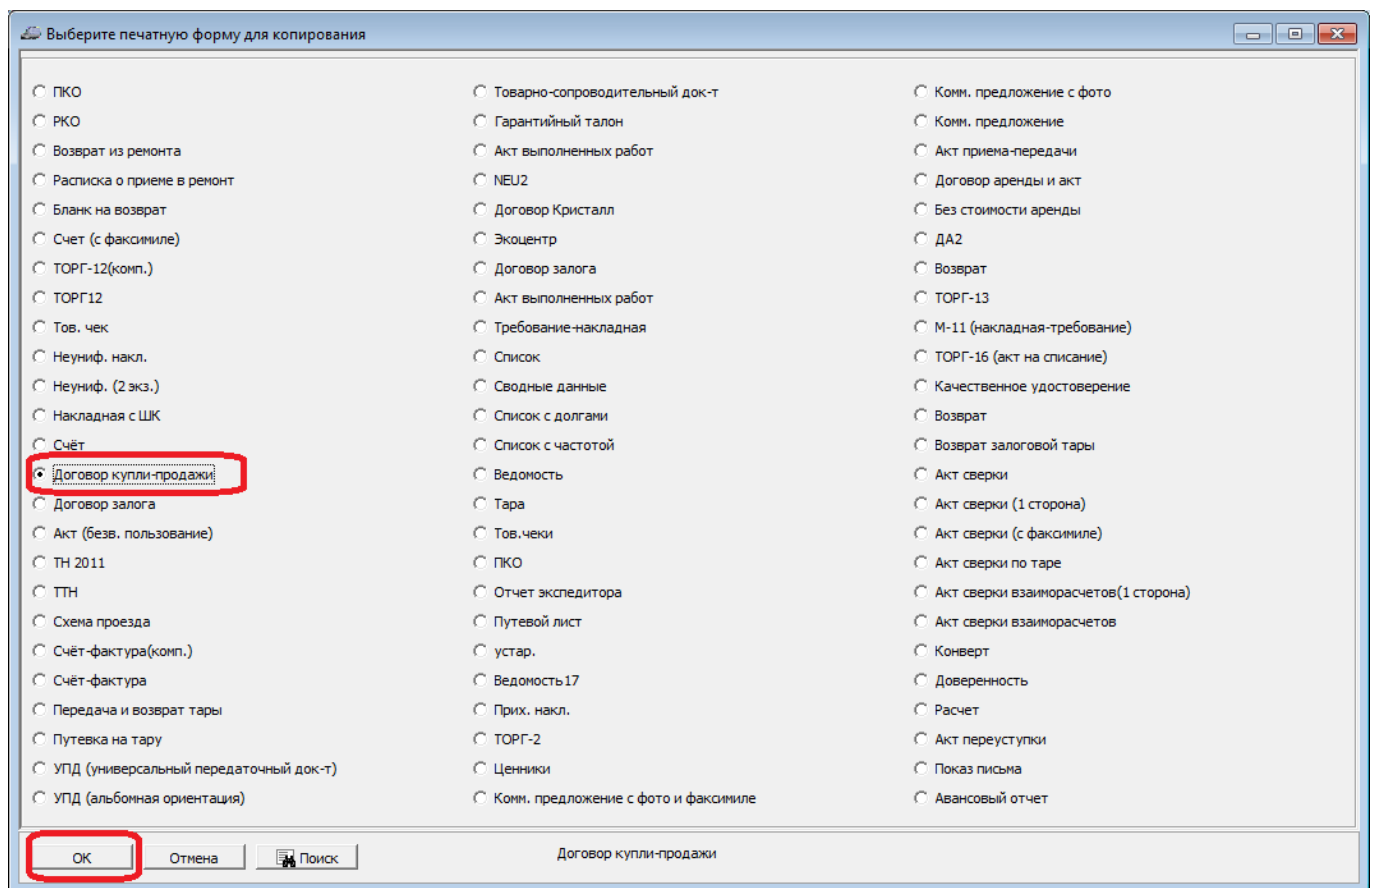 Выберите печатную форму для копирования
ПКО
РКО
Возврат из ремонта
Расписка о приеме в ремонт
Бланк на возврат
Счет (с факсимиле)
ТОРГ-12(комп.)
ТОРГ12
Тов. чек
Неуниф. накл.
Неуниф. (2 экз.)
Накладная с ШК
Счёт
Договор купли-продажи
Договор залога
Акт (безв. пользование)
ТН 2011
ТТН
Схема проезда
Счёт-фактура(комп.)
Счёт-фактура
Передача и возврат тары
Путевка на тару
УПД (универсальный передаточный док-т)
УПД (альбомная ориентация)
Товарно-сопроводительный док-т
Гарантийный талон
Акт выполненных работ
NEU2
Договор Кристалл
Экоцентр
Договор залога
Акт выполненных работ
Требование-накладная
Список
Сводные данные
Список с долгами
Список с частотой
Ведомость
Тара
Тов.чеки
ПКО
Отчет экспедитора
Путевой лист
устар.
Ведомость17
Прих. накл.
ТОРГ-2
Ценники
Комм. предложение с фото и факсимиле
Комм. предложение с фото
Комм. предложение
Акт приема-передачи
Договор аренды и акт
Без стоимости аренды
ДА2
Возврат
ТОРГ-13
М-11 (накладная-требование)
ТОРГ-16 (акт на списание)
Качественное удостоверение
Возврат
Возврат залоговой тары
Акт сверки
Акт сверки (1 сторона)
Акт сверки (с факсимиле)
Акт сверки по таре
Акт сверки взаиморасчетов(1 сторона)
Акт сверки взаиморасчетов
Конверт
Доверенность
Расчет
Акт переуступки
Показ письма
Авансовый отчет
ОК
Отмена
Поиск
Договор купли-продажи